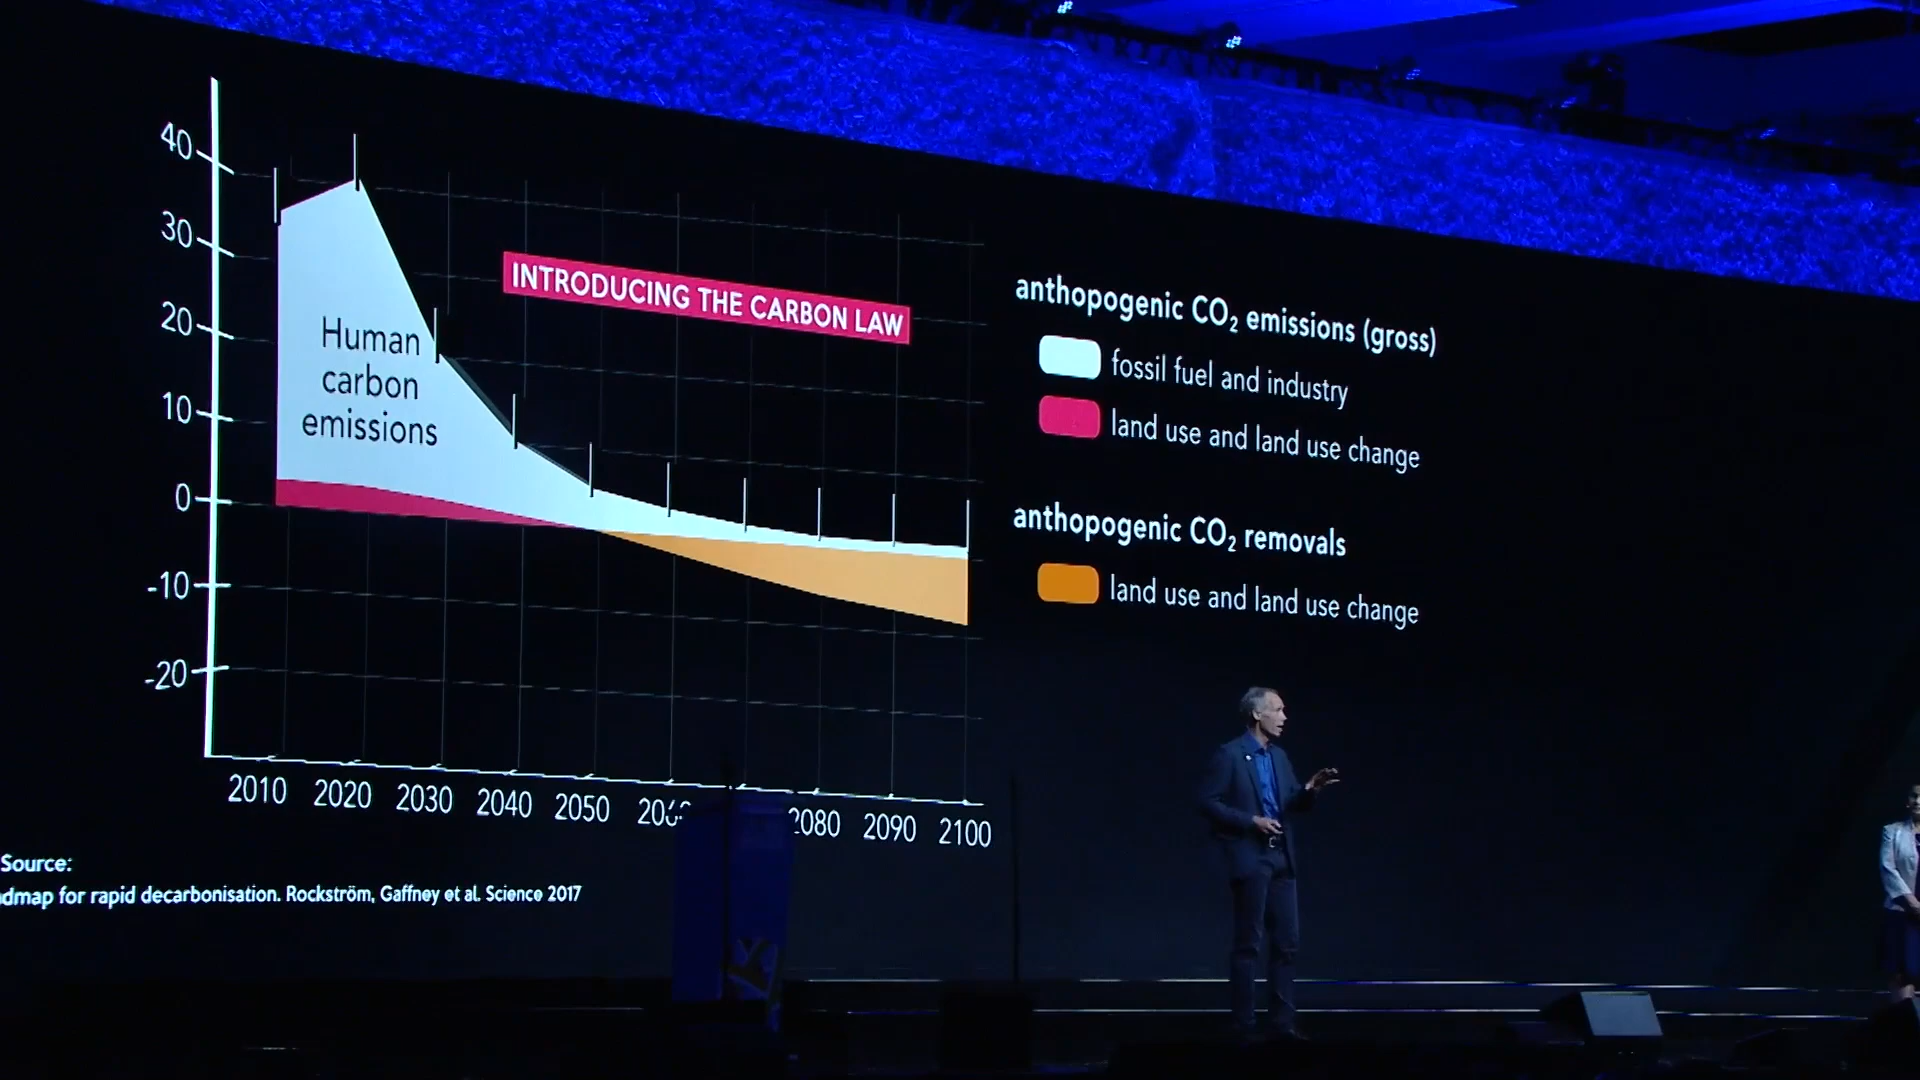 40
30
20
10
0
-10
-20
INTRODUCING THE CARBON LAW
Human
carbon
emissions
2010 2020 2030 2040 2050 2080 2090 2100
anthopogenic CO₂ emissions (gross)
fossil fuel and industry
land use and land use change
anthopogenic CO₂ removals
land use and land use change
Source:
for rapid decarbonisation. Rockström, Gaffney et al. Science 2017